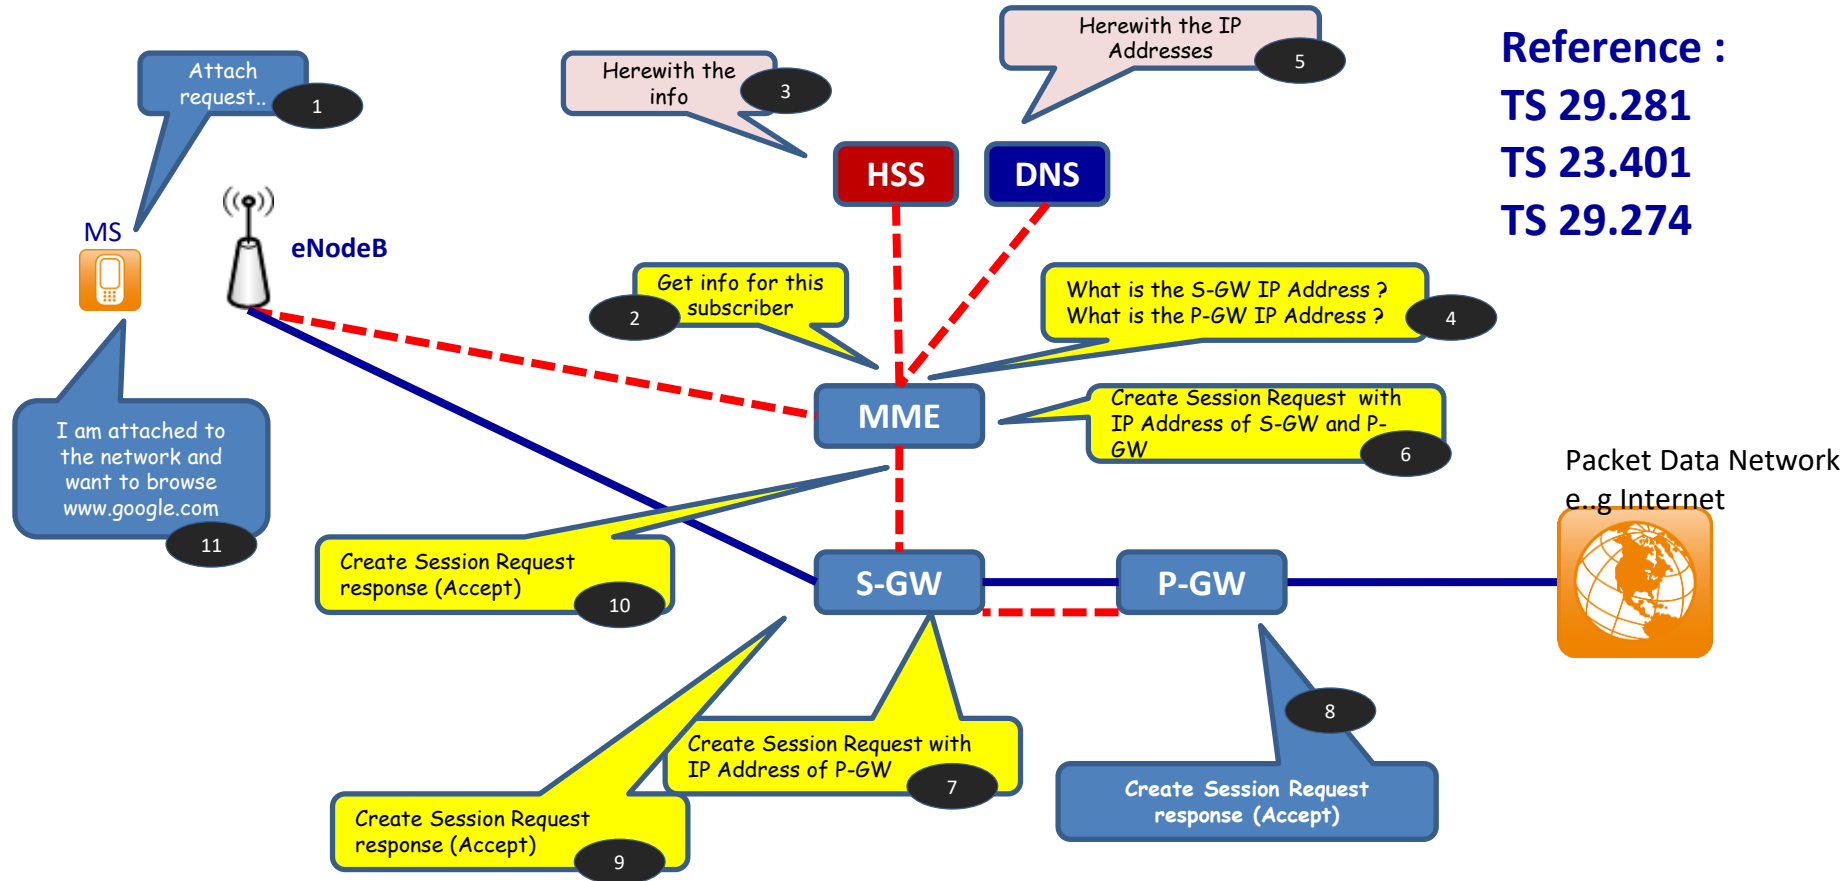 Attach
request..
1
Herewith the
info
3
Herewith the IP
Addresses
5
Reference :
TS 29.281
TS 23.401
TS 29.274
HSS
DNS
MS
eNodeB
Get info for this
subscriber
2
What is the S-GW IP Address ?
What is the P-GW IP Address ?
4
MME
Create Session Request with
IP Address of S-GW and P-
GW
6
I am attached to
the network and
want to browse
www.google.com
11
Packet Data Network
e..g Internet
Create Session Request
response (Accept)
10
S-GW
P-GW
8
Create Session Request with
IP Address of P-GW
7
Create Session Request
response (Accept)
Create Session Request
response (Accept)
9